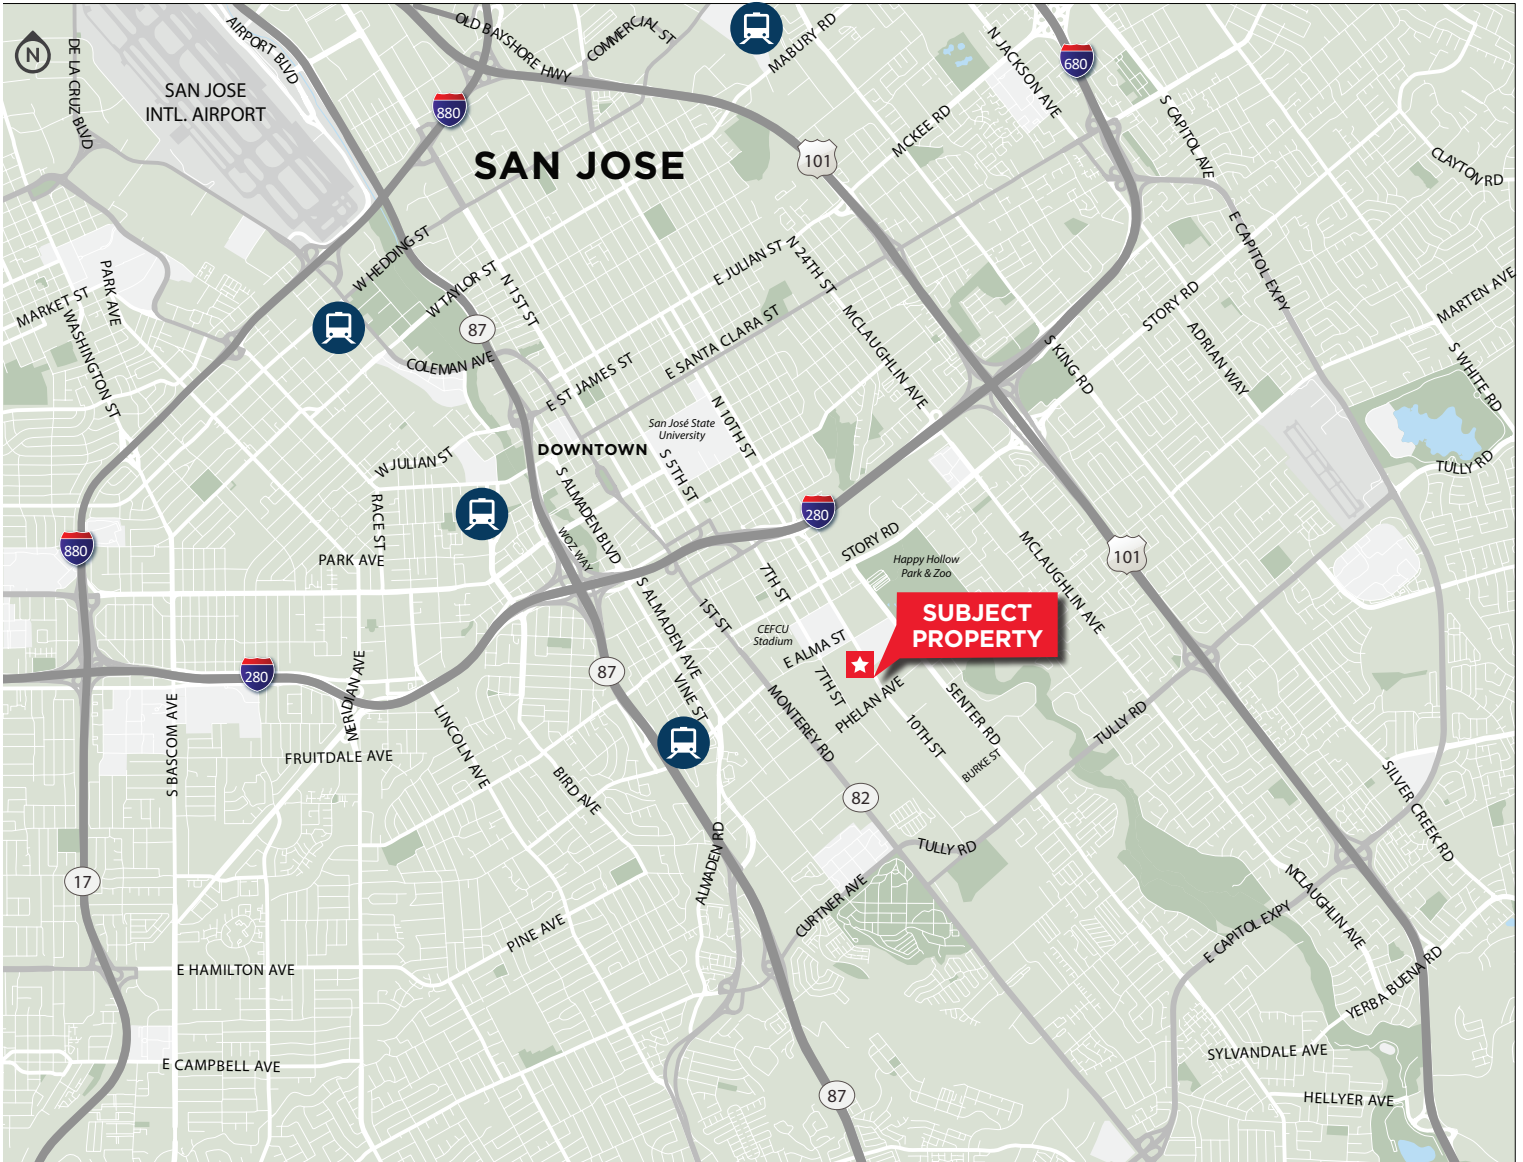 N
DE LA CRUZ BLVD
SAN JOSE
INTL. AIRPORT
AIRPORT BLVD
OLD BAYSHORE HWY
COMMERCIAL ST
MABURY RD
N JACKSON AVE
680
880
101
MCKEE RD
S CAPITOL AVE
CLAYTON RD
SAN JOSE
W HEDDING ST
W TAYLOR ST
N 1ST ST
E JULIAN ST
N 24TH ST
E CAPITOL EXPY
PARK AVE
MARKET ST
WASHINGTON ST
87
COLEMAN AVE
E ST JAMES ST
E SANTA CLARA ST
MCLAUGHLIN AVE
S KING RD
STORY RD
ADRIAN WAY
MARTEN AVE
S WHITE RD
TULLY RD
San José State
University
N 10TH ST
DOWNTOWN
W JULIAN ST
S 5TH ST
S ALMADEN BLVD
RACE ST
PARK AVE
WOZ WAY
880
280
STORY RD
Happy Hollow
Park & Zoo
MCLAUGHLIN AVE
101
7TH ST
1ST ST
S ALMADEN AVE
CEFCU
Stadium
E ALMA ST
SUBJECT
PROPERTY
7TH ST
PHELAN AVE
SENTER RD
10TH ST
BURKE ST
TULLY RD
MONTEREY RD
VINE ST
87
280
MERIDIAN AVE
S BASCOM AVE
FRUITDALE AVE
LINCOLN AVE
BIRD AVE
82
TULLY RD
SILVER CREEK RD
17
ALMADEN RD
CURTNER AVE
PINE AVE
MCLAUGHLIN AVE
E CAPITOL EXPY
YERBA BUENA RD
E HAMILTON AVE
E CAMPBELL AVE
SYLVANDALE AVE
HELLYER AVE
87